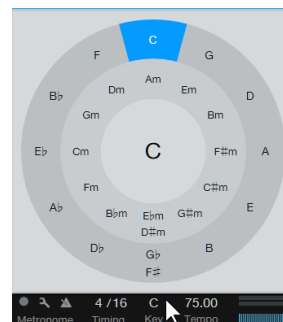 C
F G
Am
Dm Em
B♭ D
Gm Bm
E♭ Cm C F♯m A
Fm C♯m
A♭ E
B♭m E♭m G♯m
D♯m
D♭ B
G♭
F♯
4 / 16 C 75.00
Metronome Timing Key Tempo